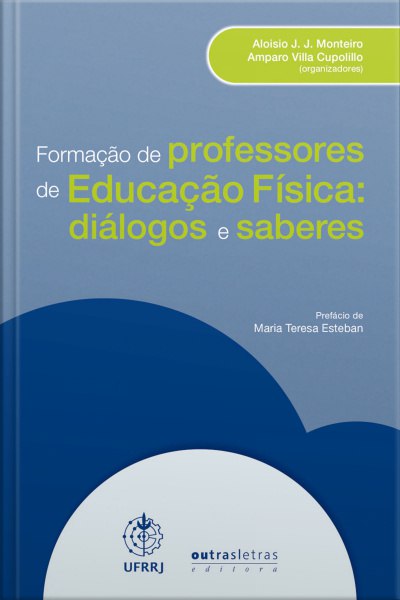 Aloisio J. J. Monteiro
Amparo Villa Cupolillo
(organizadores)
Formação de professores
de Educação Física:
diálogos e saberes
Prefácio de
Maria Teresa Esteban
UFRRJ
outrasletras
editora